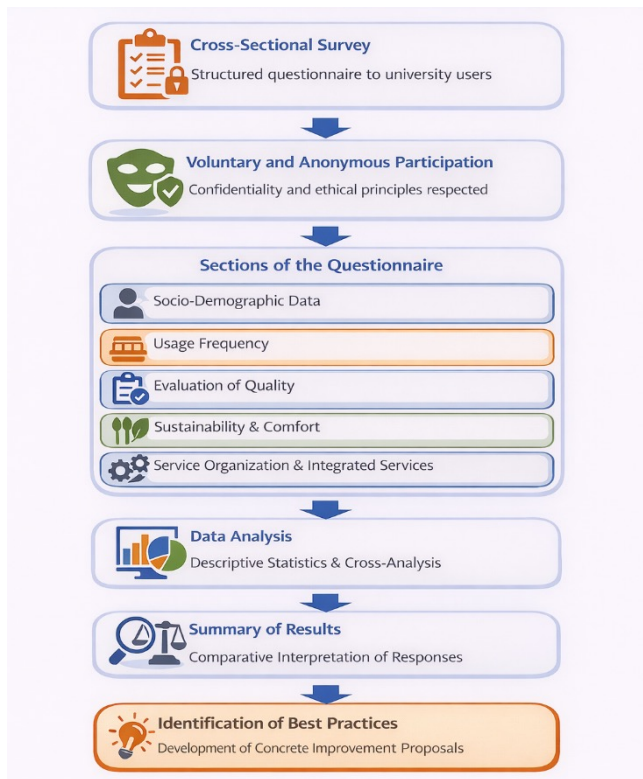 Cross-Sectional Survey
Structured questionnaire to university users
Voluntary and Anonymous Participation
Confidentiality and ethical principles respected
Sections of the Questionnaire
Socio-Demographic Data
Usage Frequency
Evaluation of Quality
Sustainability & Comfort
Service Organization & Integrated Services
Data Analysis
Descriptive Statistics & Cross-Analysis
Summary of Results
Comparative Interpretation of Responses
Identification of Best Practices
Development of Concrete Improvement Proposals